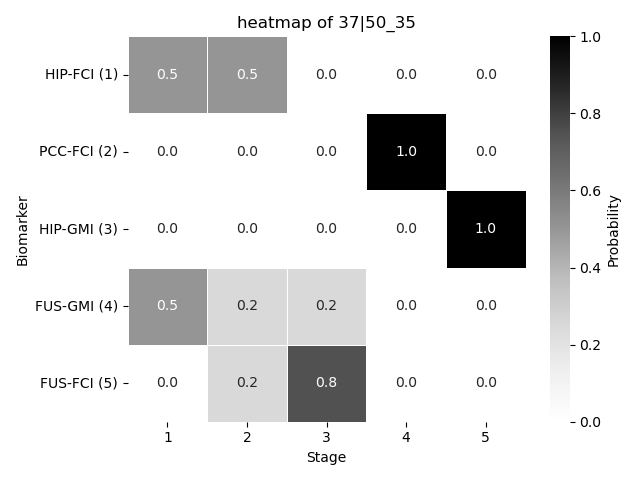 heatmap of 37|50_35
HIP-FCI (1) 0.5 0.5 0.0 0.0 0.0
PCC-FCI (2) 0.0 0.0 0.0 1.0 0.0
HIP-GMI (3) 0.0 0.0 0.0 0.0 1.0
FUS-GMI (4) 0.5 0.2 0.2 0.0 0.0
FUS-FCI (5) 0.0 0.2 0.8 0.0 0.0
1 2 3 4 5
Stage
Biomarker
1.0
0.8
0.6
0.4
0.2
0.0
Probability